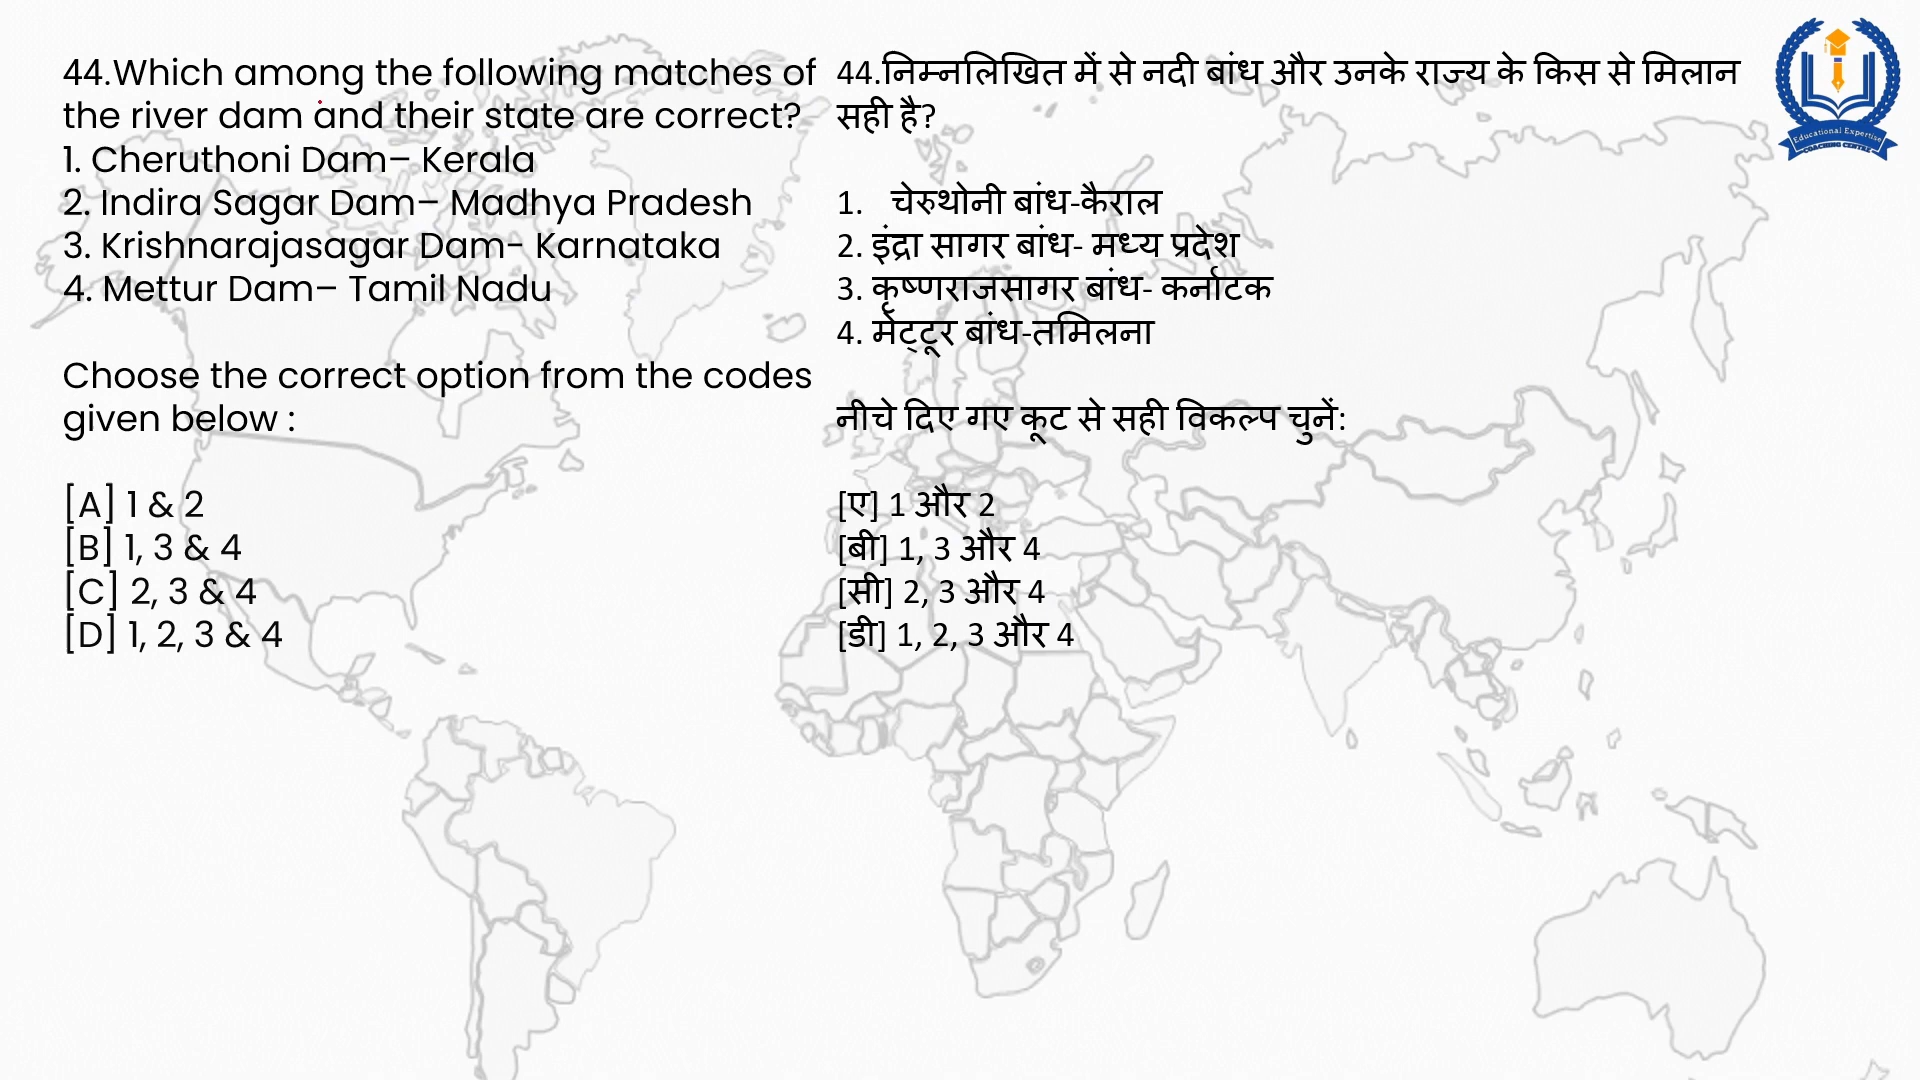 44.Which among the following matches of
the river dam and their state are correct?
1. Cheruthoni Dam– Kerala
2. Indira Sagar Dam– Madhya Pradesh
3. Krishnarajasagar Dam- Karnataka
4. Mettur Dam– Tamil Nadu
Choose the correct option from the codes
given below :
[A] 1 & 2
[B] 1, 3 & 4
[C] 2, 3 & 4
[D] 1, 2, 3 & 4
44.निम्नलिखित में से नदी बांध और उनके राज्य के किस से मिलान
सही है?
1. चेरुथोनी बांध-कैराल
2. इंद्रा सागर बांध- मध्य प्रदेश
3. कृष्णराजसागर बांध- कर्नाटक
4. मेट्टूर बांध-तमिलना
नीचे दिए गए कूट से सही विकल्प चुनें:
[ए] 1 और 2
[बी] 1, 3 और 4
[सी] 2, 3 और 4
[डी] 1, 2, 3 और 4
Educational Expertise
COACHING CENTRE